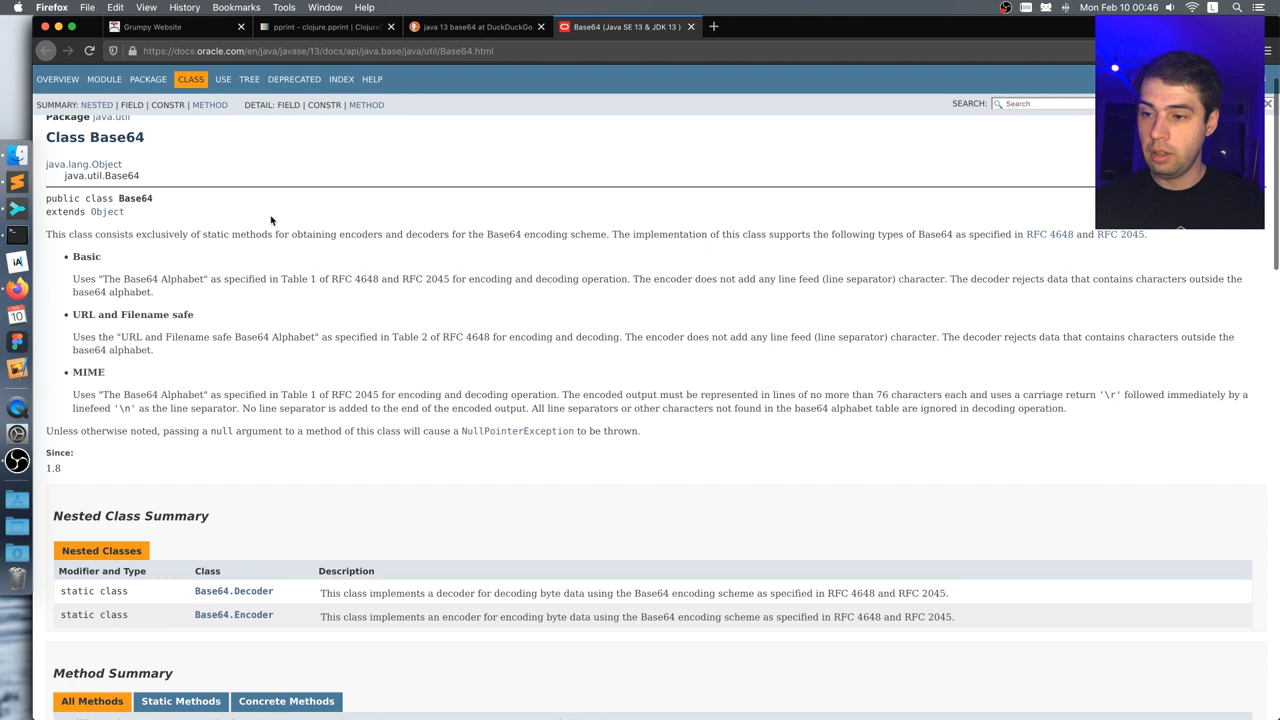 Firefox File Edit View History Bookmarks Tools Window Help Mon Feb 10 00:46
Grumpy Website
pprint - clojure.pprint | Clojure
java 13 base64 at DuckDuckGo
Base64 (Java SE 13 & JDK 13 )
https://docs.oracle.com/en/java/javase/13/docs/api/java.base/java/util/Base64.html
OVERVIEW MODULE PACKAGE CLASS USE TREE DEPRECATED INDEX HELP
SUMMARY: NESTED | FIELD | CONSTR | METHOD DETAIL: FIELD | CONSTR | METHOD SEARCH: Search
Package java.util
Class Base64
java.lang.Object
java.util.Base64
public class Base64
extends Object
This class consists exclusively of static methods for obtaining encoders and decoders for the Base64 encoding scheme. The implementation of this class supports the following types of Base64 as specified in RFC 4648 and RFC 2045.
• Basic
Uses "The Base64 Alphabet" as specified in Table 1 of RFC 4648 and RFC 2045 for encoding and decoding operation. The encoder does not add any line feed (line separator) character. The decoder rejects data that contains characters outside the
base64 alphabet.
• URL and Filename safe
Uses the "URL and Filename safe Base64 Alphabet" as specified in Table 2 of RFC 4648 for encoding and decoding. The encoder does not add any line feed (line separator) character. The decoder rejects data that contains characters outside the
base64 alphabet.
• MIME
Uses "The Base64 Alphabet" as specified in Table 1 of RFC 2045 for encoding and decoding operation. The encoded output must be represented in lines of no more than 76 characters each and uses a carriage return '\r' followed immediately by a
linefeed '\n' as the line separator. No line separator is added to the end of the encoded output. All line separators or other characters not found in the base64 alphabet table are ignored in decoding operation.
Unless otherwise noted, passing a null argument to a method of this class will cause a NullPointerException to be thrown.
Since:
1.8
Nested Class Summary
Nested Classes
Modifier and Type Class Description
static class Base64.Decoder This class implements a decoder for decoding byte data using the Base64 encoding scheme as specified in RFC 4648 and RFC 2045.
static class Base64.Encoder This class implements an encoder for encoding byte data using the Base64 encoding scheme as specified in RFC 4648 and RFC 2045.
Method Summary
All Methods Static Methods Concrete Methods